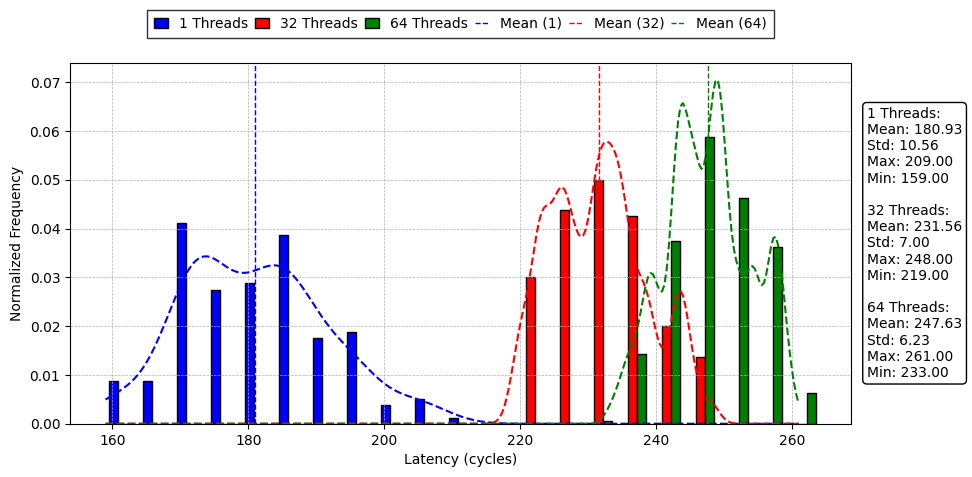 1 Threads 32 Threads 64 Threads Mean (1) Mean (32) Mean (64)
Normalized Frequency
0.07
0.06
0.05
0.04
0.03
0.02
0.01
0.00
160 180 200 220 240 260
Latency (cycles)
1 Threads:
Mean: 180.93
Std: 10.56
Max: 209.00
Min: 159.00
32 Threads:
Mean: 231.56
Std: 7.00
Max: 248.00
Min: 219.00
64 Threads:
Mean: 247.63
Std: 6.23
Max: 261.00
Min: 233.00